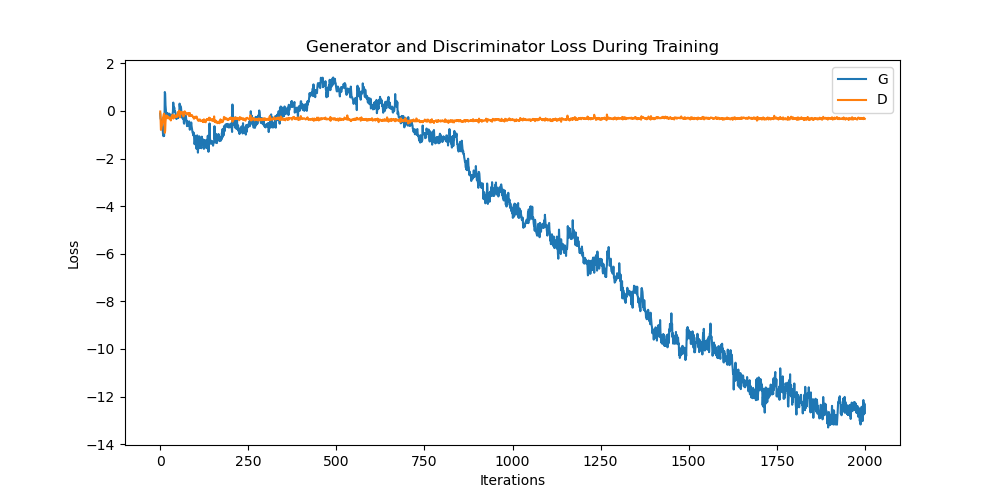 Generator and Discriminator Loss During Training
G
D
2
0
−2
−4
−6
−8
−10
−12
−14
Loss
0 250 500 750 1000 1250 1500 1750 2000
Iterations